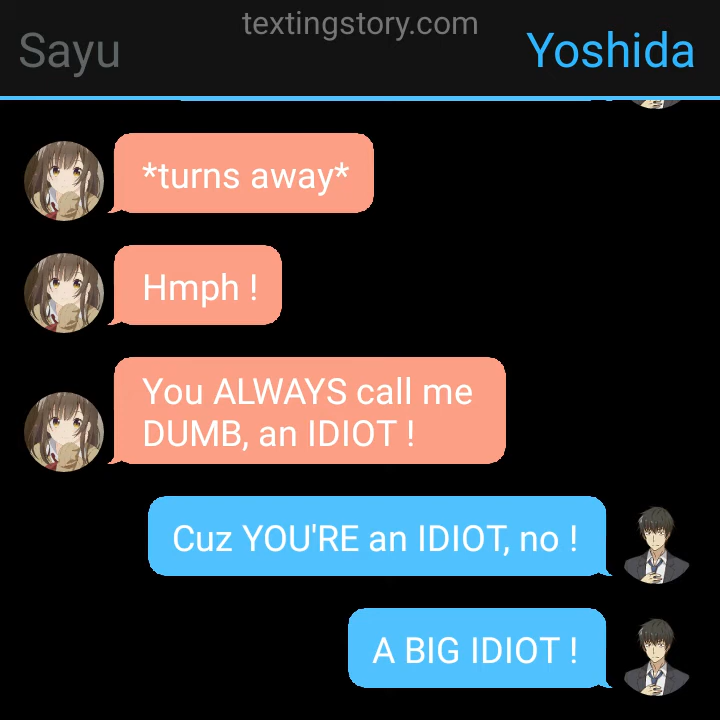 textingstory.com
Sayu
Yoshida
*turns away*
Hmph !
You ALWAYS call me
DUMB, an IDIOT !
Cuz YOU'RE an IDIOT, no !
A BIG IDIOT !